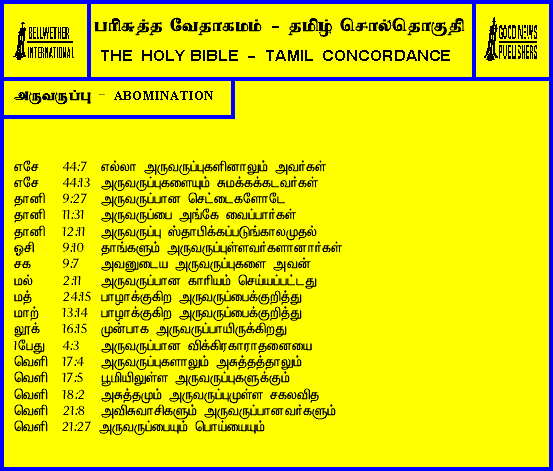 BELLWETHER INTERNATIONAL
பரிசுத்த வேதாகமம் - தமிழ் சொல்தொகுதி
THE HOLY BIBLE - TAMIL CONCORDANCE
GOOD NEWS PUBLISHERS
அருவருப்பு - ABOMINATION
எசே 44:7 எல்லா அருவருப்புகளினாலும் அவர்கள்
எசே 44:13 அருவருப்புகளையும் சுமக்கக்கடவர்கள்
தானி 9:27 அருவருப்பான செட்டைகளோடே
தானி 11:31 அருவருப்பை அங்கே வைப்பார்கள்
தானி 12:11 அருவருப்பு ஸ்தாபிக்கப்படுங்காலமுதல்
ஓசி 9:10 தாங்களும் அருவருப்புள்ளவர்களானார்கள்
சக 9:7 அவனுடைய அருவருப்புகளை அவன்
மல் 2:11 அருவருப்பான காரியம் செய்யப்பட்டது
மத் 24:15 பாழாக்குகிற அருவருப்பைக்குறித்து
மாற் 13:14 பாழாக்குகிற அருவருப்பைக்குறித்து
லூக் 16:15 முன்பாக அருவருப்பாயிருக்கிறது
1பேது 4:3 அருவருப்பான விக்கிரகாராதனையை
வெளி 17:4 அருவருப்புகளாலும் அசுத்தத்தாலும்
வெளி 17:5 பூமியிலுள்ள அருவருப்புகளுக்கும்
வெளி 18:2 அசுத்தமும் அருவருப்புமுள்ள சகலவித
வெளி 21:8 அவிசுவாசிகளும் அருவருப்பானவர்களும்
வெளி 21:27 அருவருப்பையும் பொய்யையும்